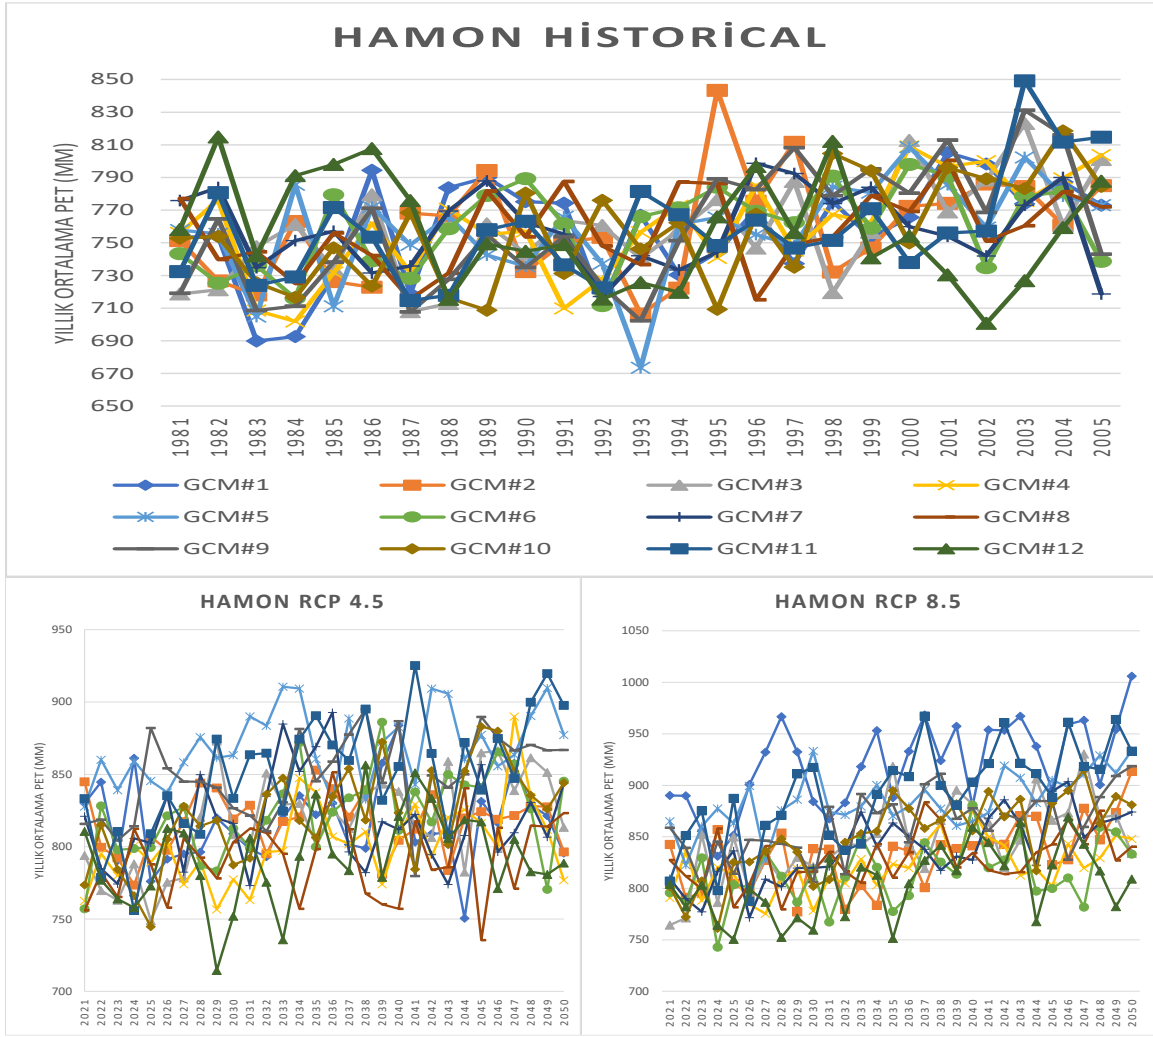 HAMON HİSTORİCAL
YILLIK ORTALAMA PET (MM)
850
830
810
790
770
750
730
710
690
670
650
1981 1982 1983 1984 1985 1986 1987 1988 1989 1990 1991 1992 1993 1994 1995 1996 1997 1998 1999 2000 2001 2002 2003 2004 2005
GCM#1 GCM#2 GCM#3 GCM#4
GCM#5 GCM#6 GCM#7 GCM#8
GCM#9 GCM#10 GCM#11 GCM#12
HAMON RCP 4.5
YILLIK ORTALAMA PET (MM)
950
900
850
800
750
700
2021 2022 2023 2024 2025 2026 2027 2028 2029 2030 2031 2032 2033 2034 2035 2036 2037 2038 2039 2040 2041 2042 2043 2044 2045 2046 2047 2048 2049 2050
HAMON RCP 8.5
YILLIK ORTALAMA PET (MM)
1050
1000
950
900
850
800
750
700
2021 2022 2023 2024 2025 2026 2027 2028 2029 2030 2031 2032 2033 2034 2035 2036 2037 2038 2039 2040 2041 2042 2043 2044 2045 2046 2047 2048 2049 2050